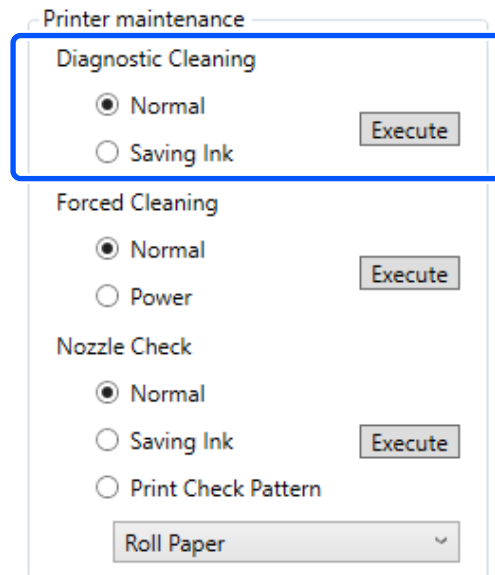 Printer maintenance
Diagnostic Cleaning
Normal
Execute
Saving Ink
Forced Cleaning
Normal
Execute
Power
Nozzle Check
Normal
Saving Ink
Execute
Print Check Pattern
Roll Paper